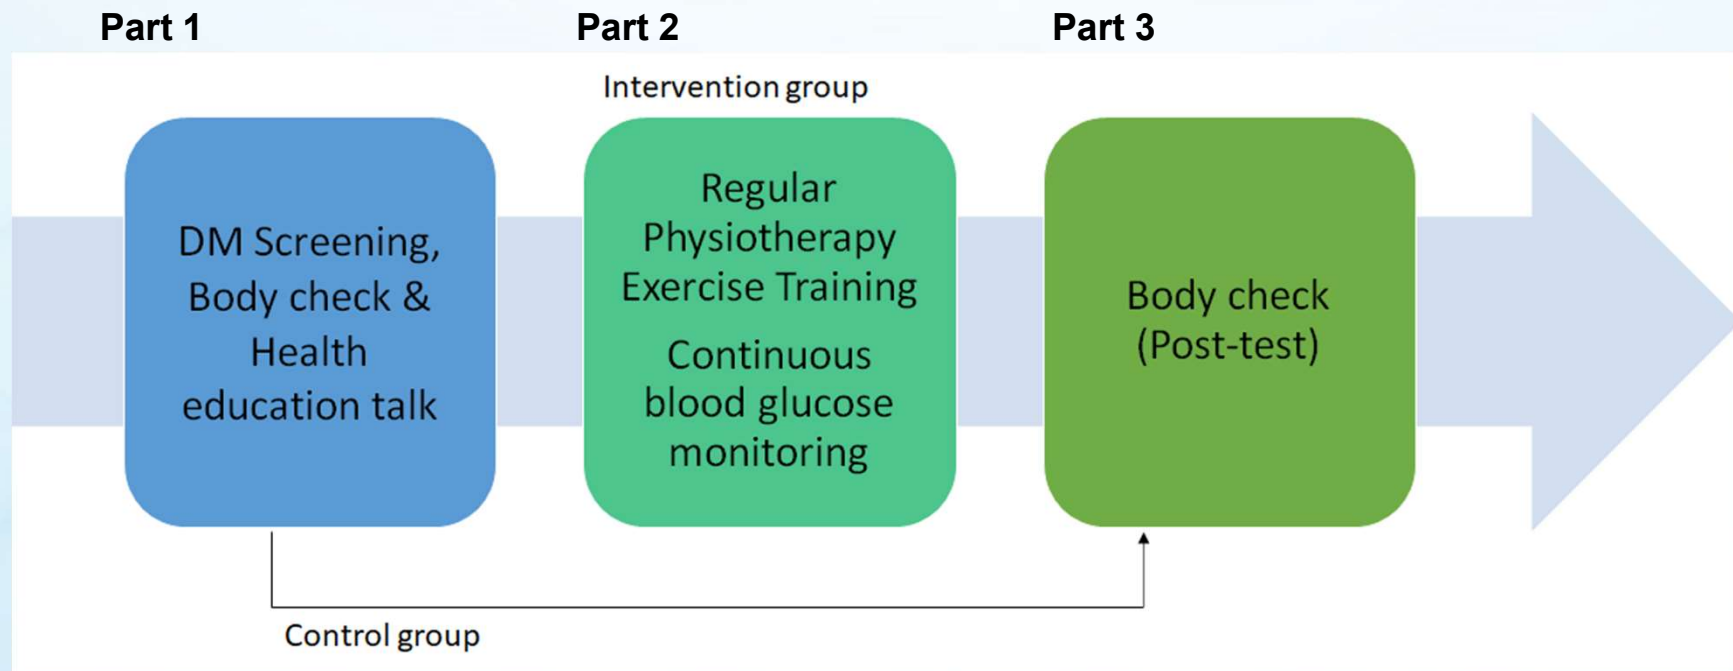 Part 1
Part 2
Part 3
Intervention group
DM Screening,
Body check &
Health
education talk
Regular
Physiotherapy
Exercise Training
Continuous
blood glucose
monitoring
Body check
(Post-test)
Control group